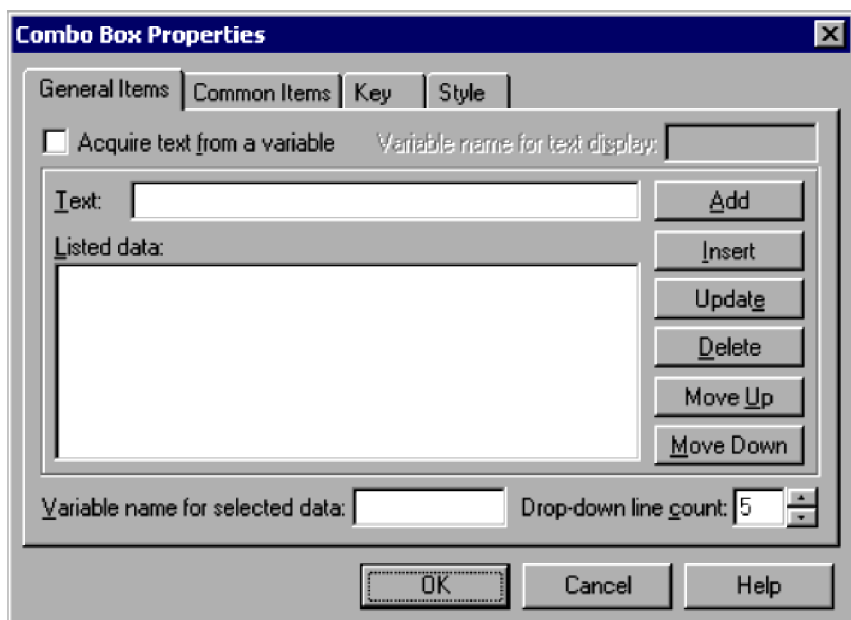 Combo Box Properties
General Items Common Items Key Style
Acquire text from a variable Variable name for text display:
Text: Add
Listed data: Insert
Update
Delete
Move Up
Move Down
Variable name for selected data: Drop-down line count: 5
OK Cancel Help